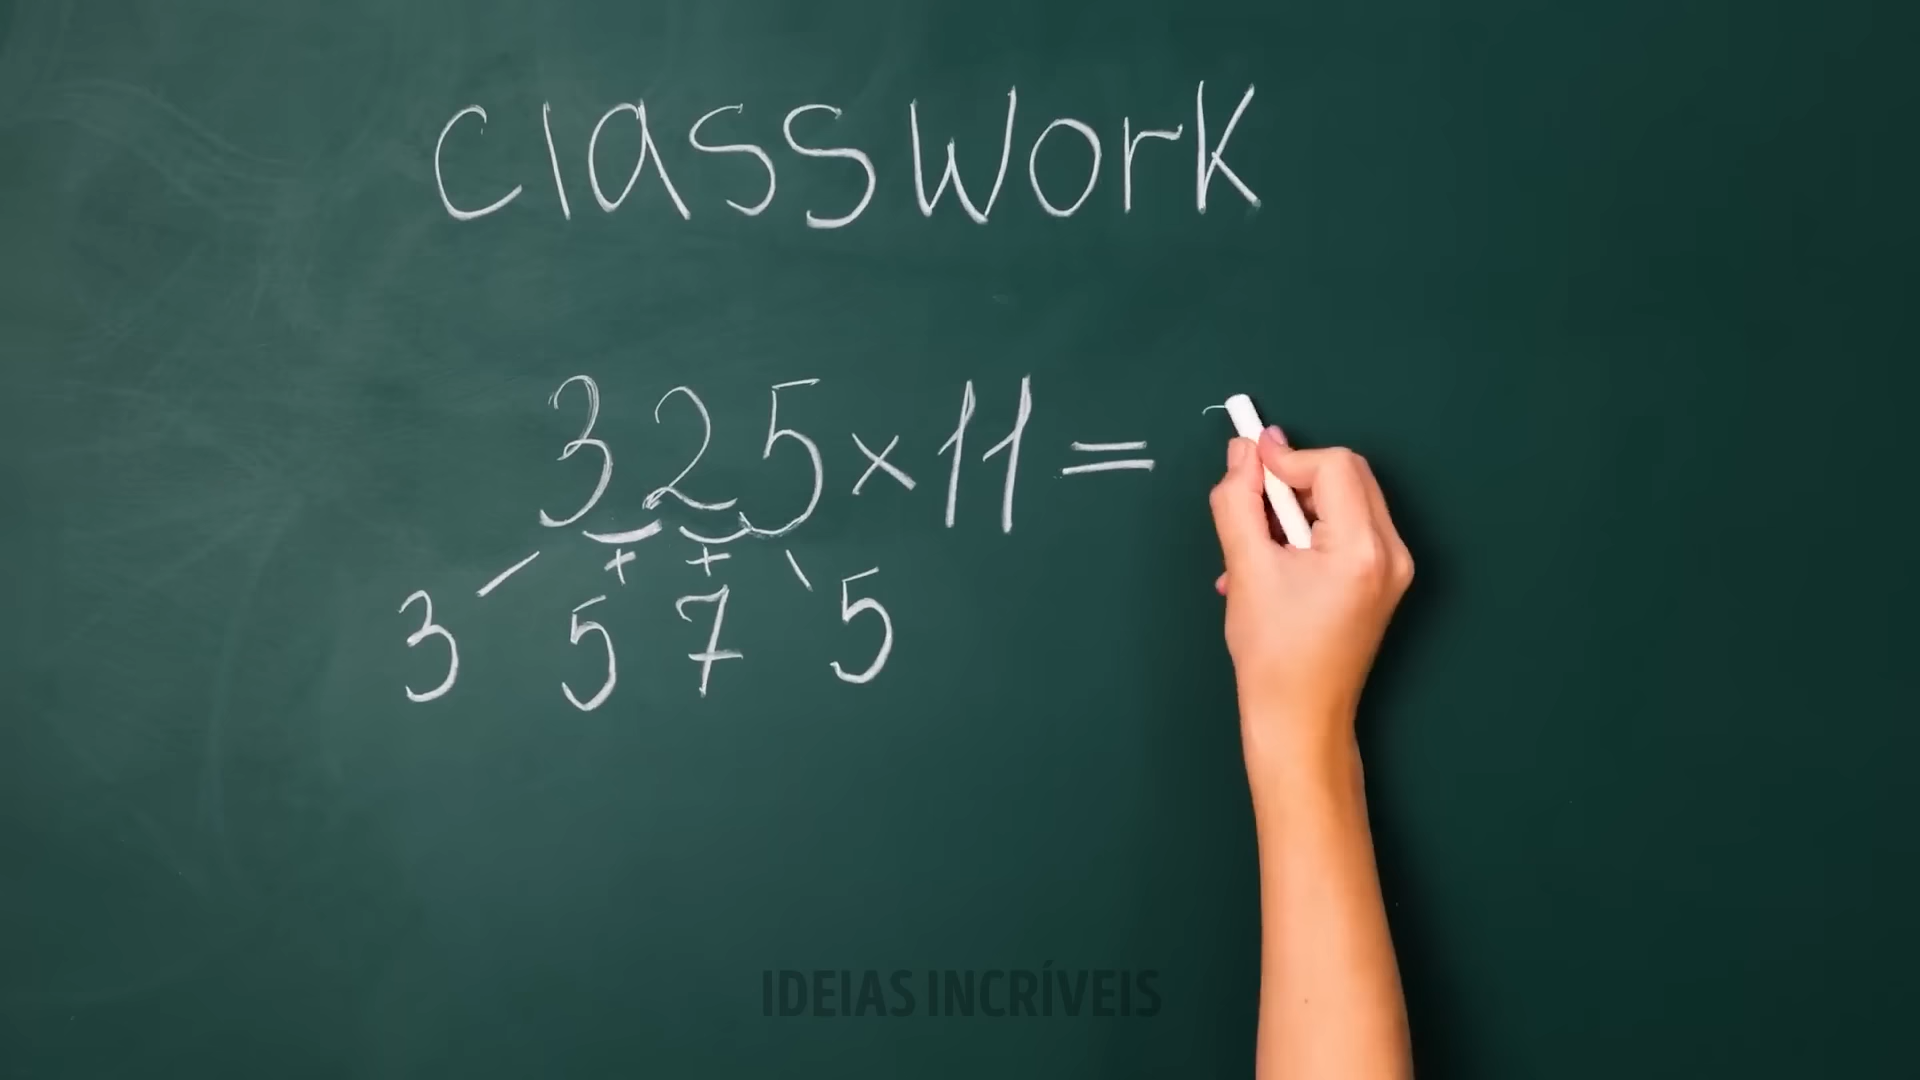 classwork
325×11=
+ +
3 5 7 5
IDEIAS INCRÍVEIS